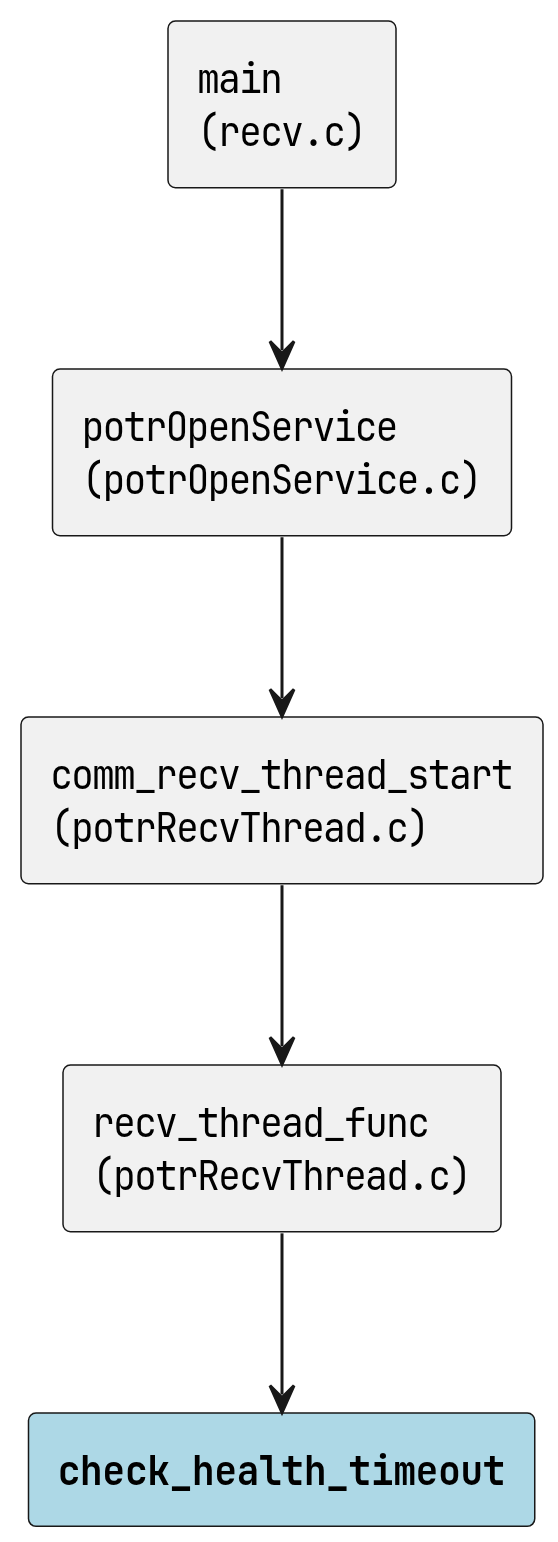 main
(recv.c)
potrOpenService
(potrOpenService.c)
comm_recv_thread_start
(potrRecvThread.c)
recv_thread_func
(potrRecvThread.c)
check_health_timeout